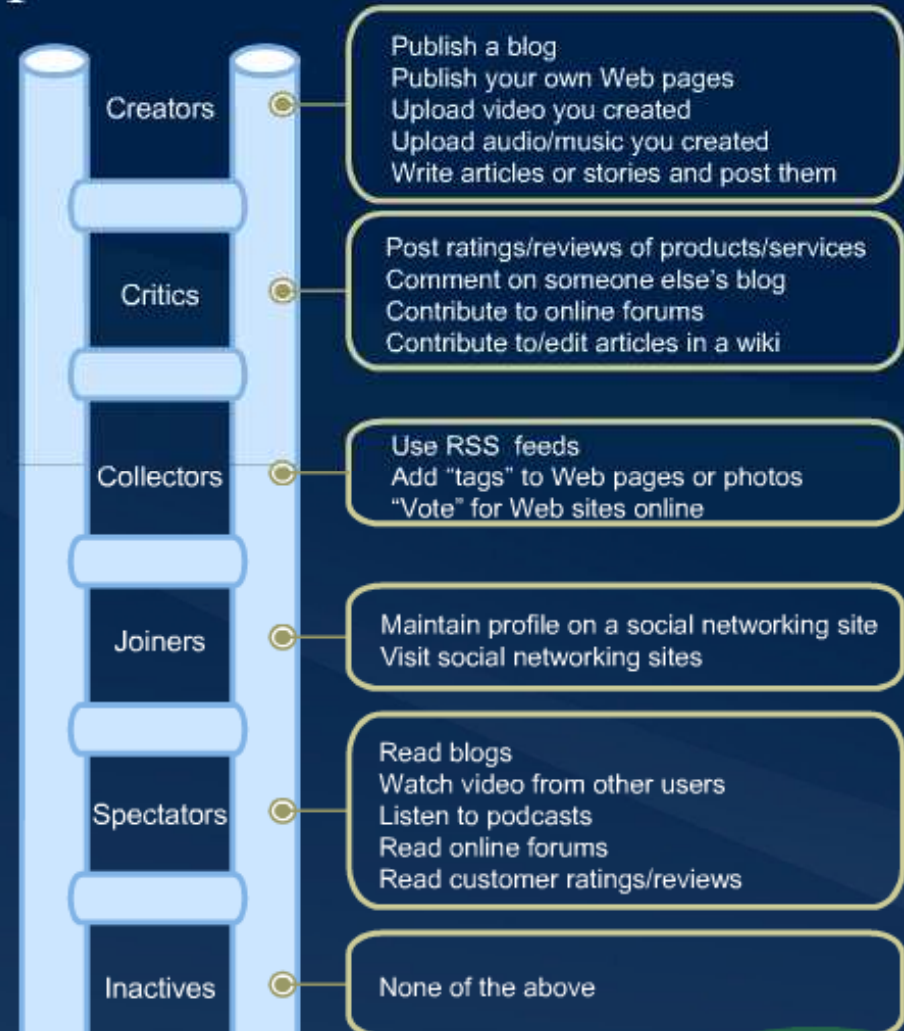 Creators
Publish a blog
Publish your own Web pages
Upload video you created
Upload audio/music you created
Write articles or stories and post them
Critics
Post ratings/reviews of products/services
Comment on someone else's blog
Contribute to online forums
Contribute to/edit articles in a wiki
Collectors
Use RSS feeds
Add “tags” to Web pages or photos
“Vote” for Web sites online
Joiners
Maintain profile on a social networking site
Visit social networking sites
Spectators
Read blogs
Watch video from other users
Listen to podcasts
Read online forums
Read customer ratings/reviews
Inactives
None of the above